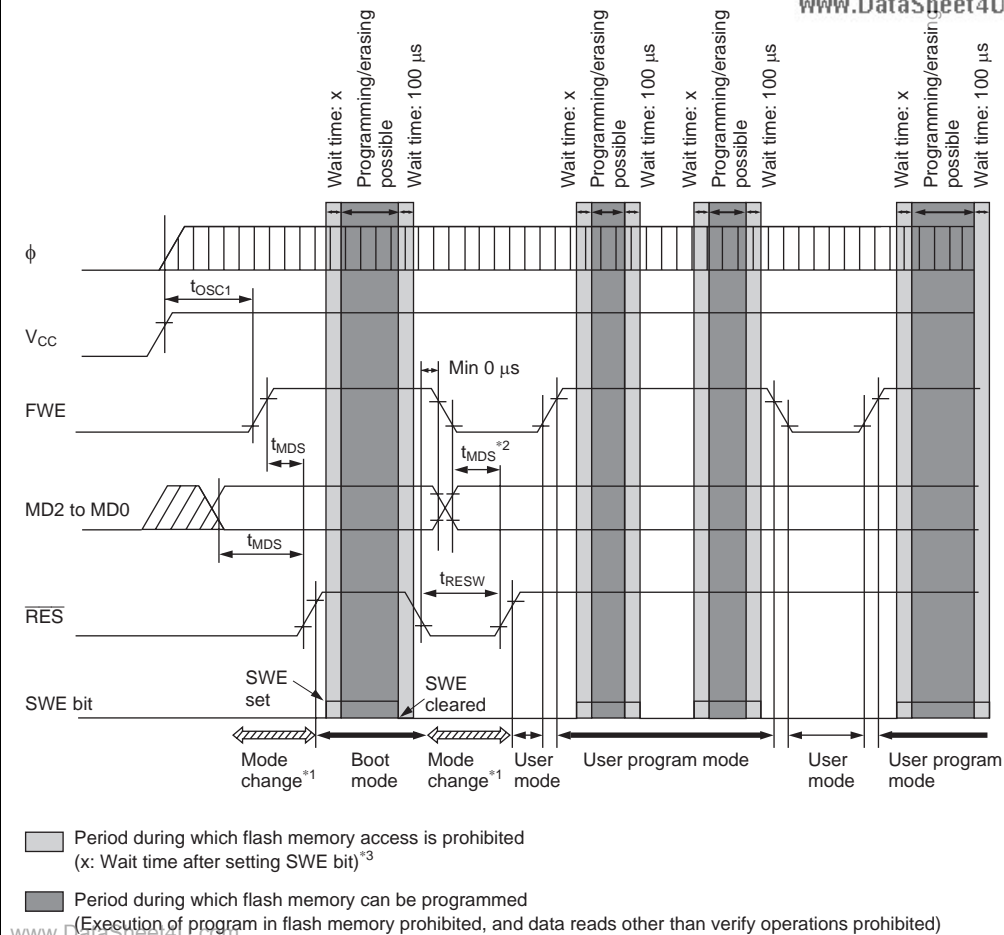 www.DataSheet4U
Wait time: x
Programming/erasing
possible
Wait time: 100 μs
Wait time: x
Programming/erasing
possible
Wait time: 100 μs
Wait time: x
Programming/erasing
possible
Wait time: 100 μs
Wait time: x
Programming/erasing
possible
Wait time: 100 μs
φ
tOSC1
VCC
Min 0 μs
FWE
tMDS
tMDS*2
MD2 to MD0
tMDS
tRESW
RES
SWE
set
SWE
cleared
SWE bit
Mode
change*1
Boot
mode
Mode
change*1
User
mode
User program mode
User
mode
User program
mode
Period during which flash memory access is prohibited
(x: Wait time after setting SWE bit)*3
Period during which flash memory can be programmed
(Execution of program in flash memory prohibited, and data reads other than verify operations prohibited)
www.DataSheet4U.com